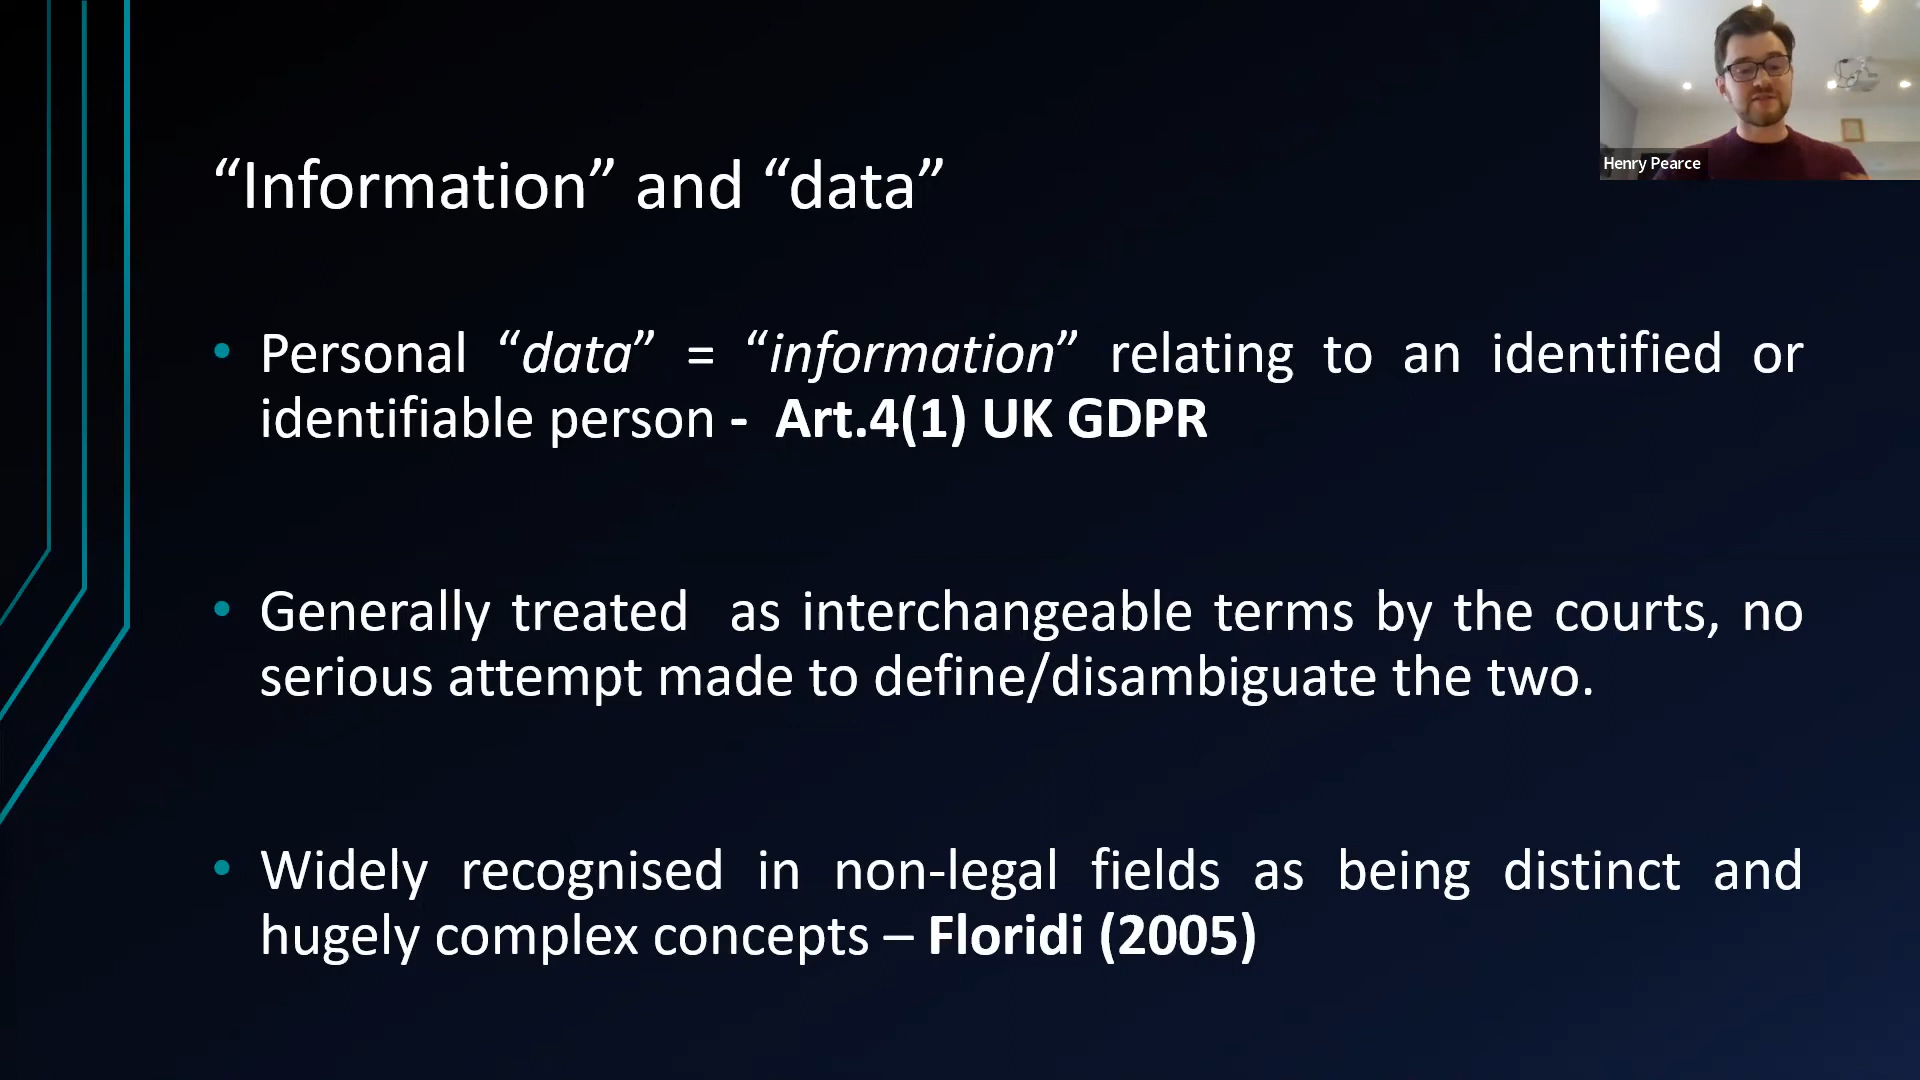 Henry Pearce
“Information” and “data”
• Personal “data” = “information” relating to an identified or
identifiable person - Art.4(1) UK GDPR
• Generally treated as interchangeable terms by the courts, no
serious attempt made to define/disambiguate the two.
• Widely recognised in non-legal fields as being distinct and
hugely complex concepts – Floridi (2005)